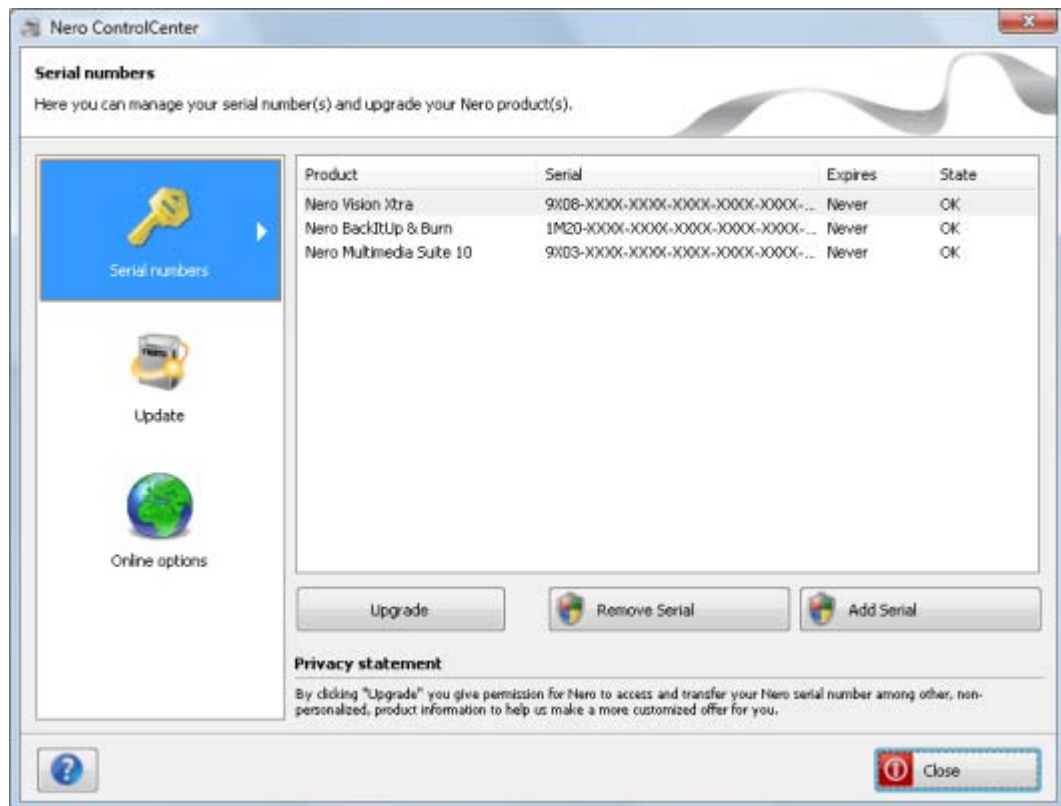 Nero ControlCenter
Serial numbers
Here you can manage your serial number(s) and upgrade your Nero product(s).
Serial numbers
Update
Online options
Product Serial Expires State
Nero Vision Xtra 9X08-XXXX-XXXX-XXXX-XXXX-XXXX-... Never OK
Nero BackItUp & Burn 1M20-XXXX-XXXX-XXXX-XXXX-XXXX-... Never OK
Nero Multimedia Suite 10 9X03-XXXX-XXXX-XXXX-XXXX-XXXX-... Never OK
Upgrade Remove Serial Add Serial
Privacy statement
By clicking "Upgrade" you give permission for Nero to access and transfer your Nero serial number among other, non-
personalized, product information to help us make a more customized offer for you.
? Close